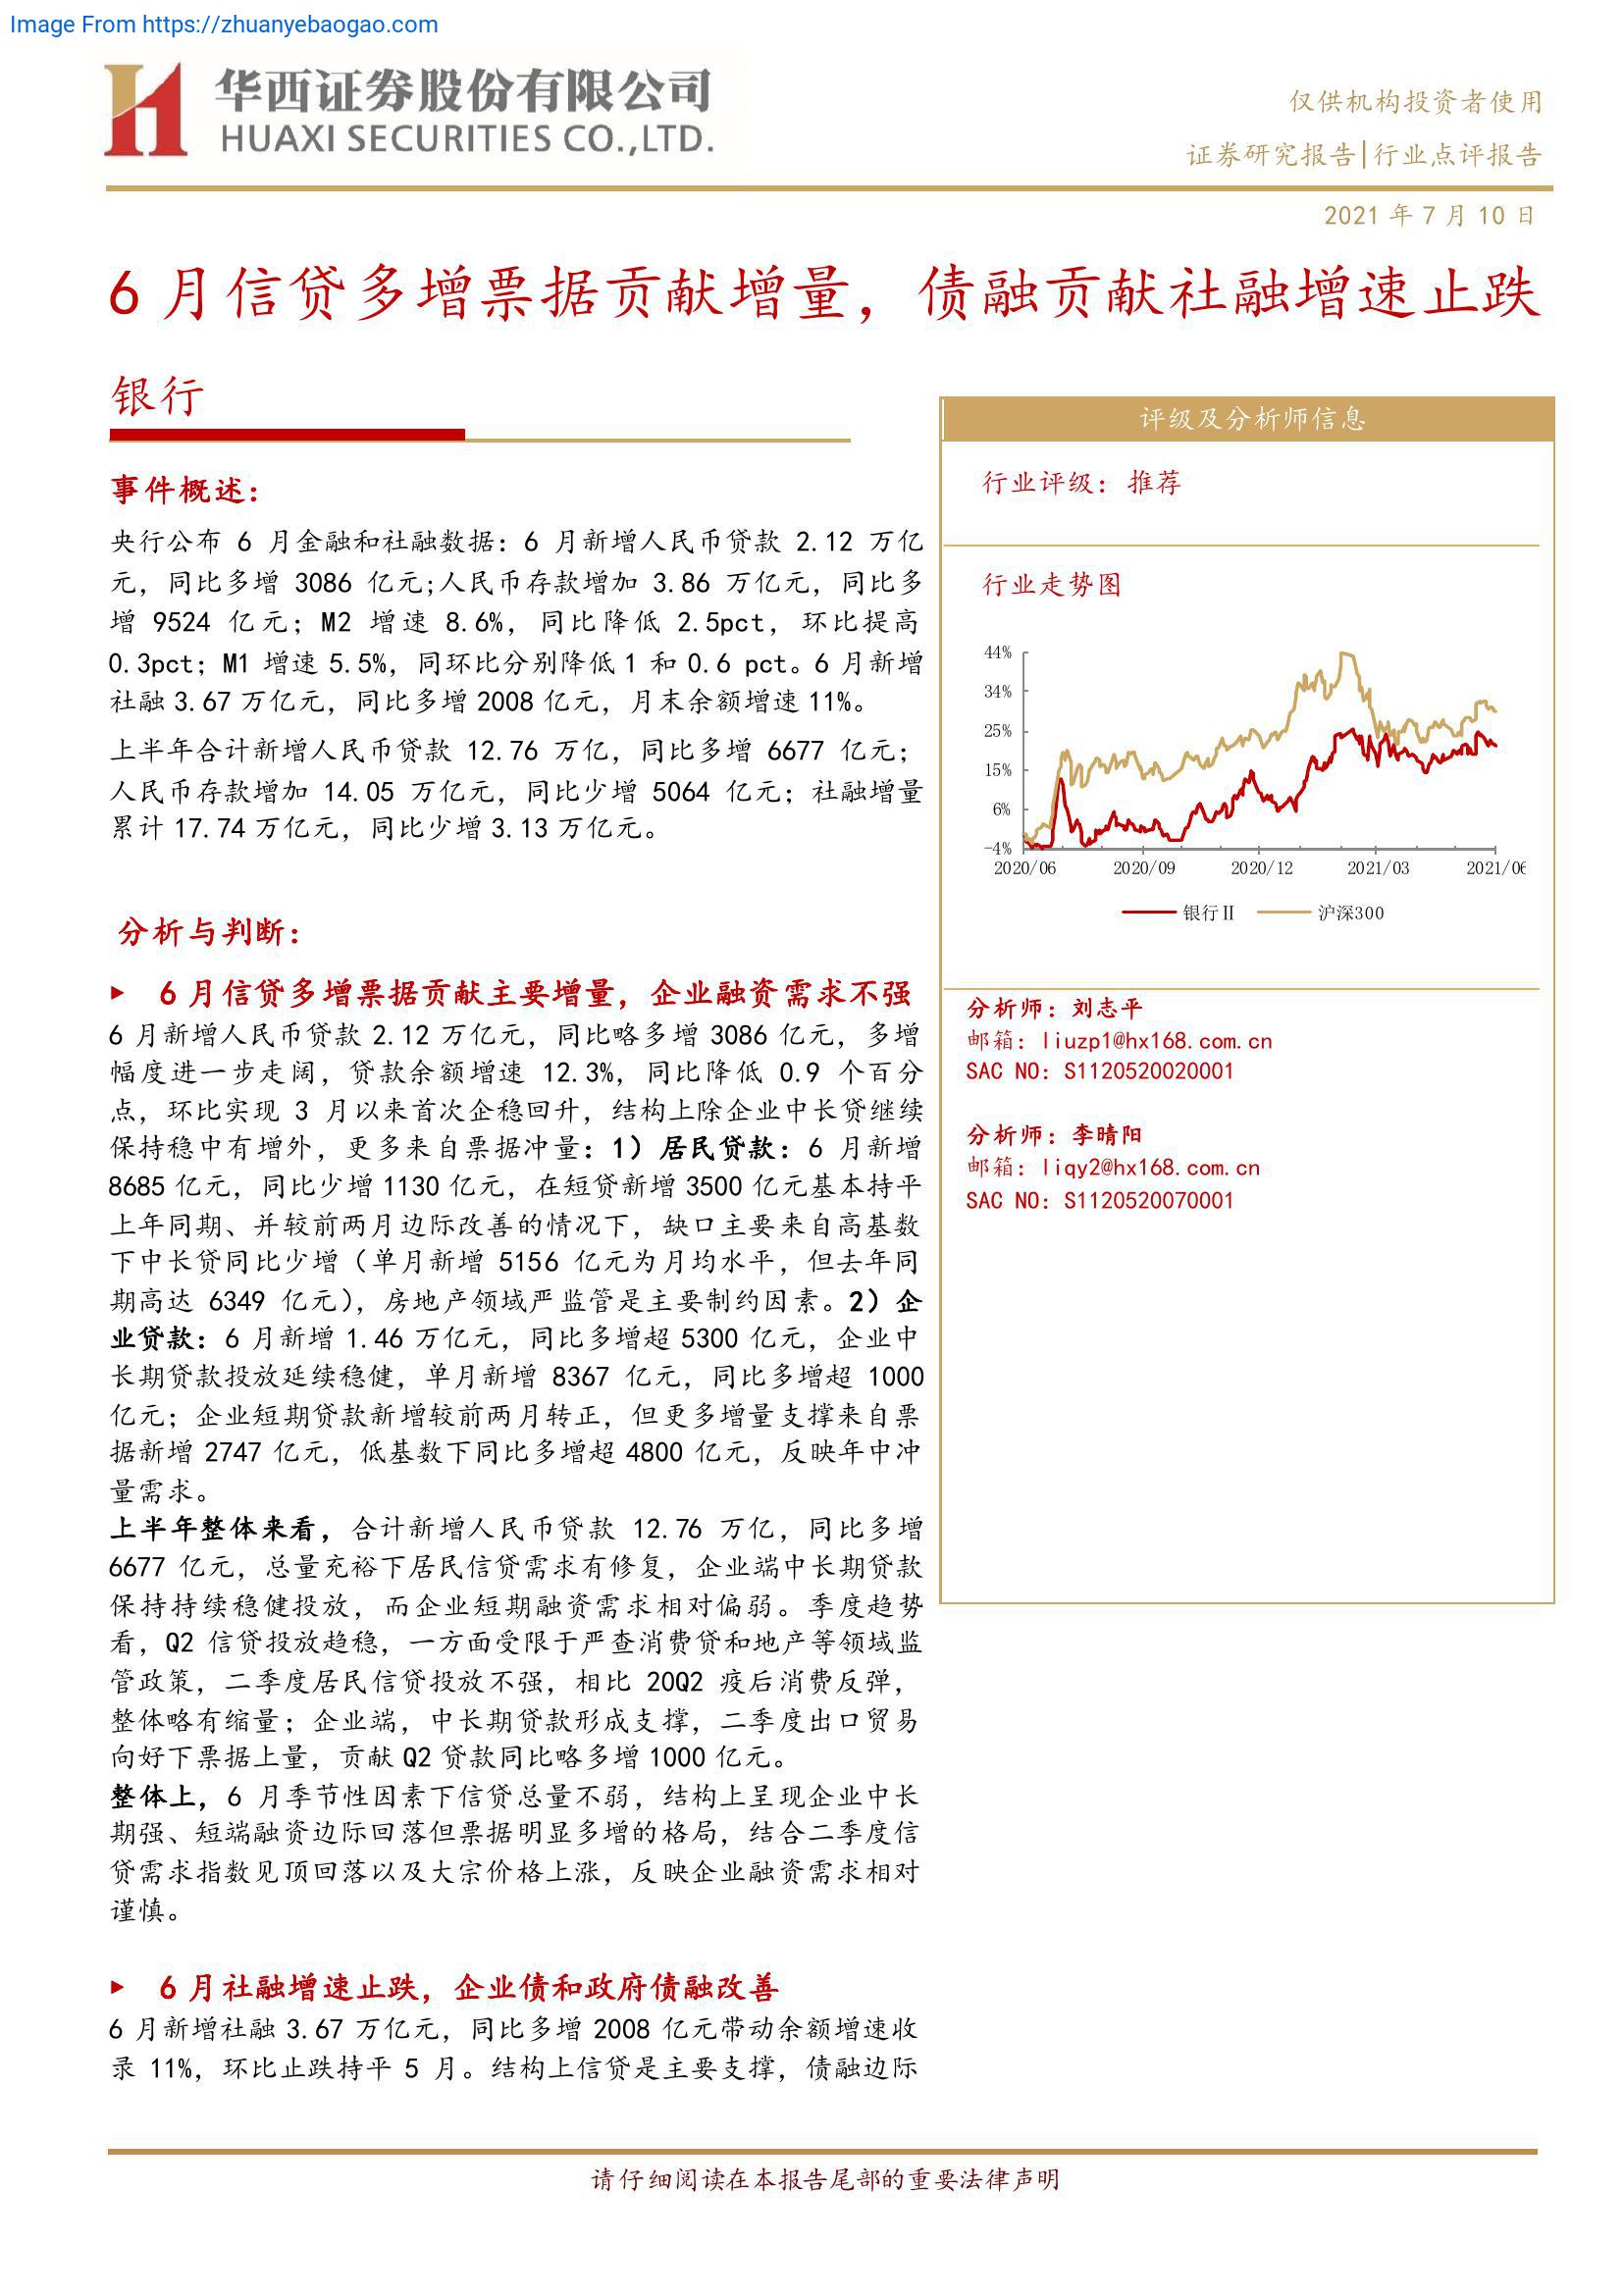 Image From https://zhuanyebaogao.com
华西证券股份有限公司
HUAXI SECURITIES CO.,LTD.
仅供机构投资者使用
证券研究报告|行业点评报告
2021 年 7 月 10 日
6 月信贷多增票据贡献增量，债融贡献社融增速止跌
银行
事件概述：
央行公布 6 月金融和社融数据：6 月新增人民币贷款 2.12 万亿
元，同比多增 3086 亿元;人民币存款增加 3.86 万亿元，同比多
增 9524 亿元；M2 增速 8.6%，同比降低 2.5pct，环比提高
0.3pct；M1 增速 5.5%，同环比分别降低 1 和 0.6 pct。6 月新增
社融 3.67 万亿元，同比多增 2008 亿元，月末余额增速 11%。
上半年合计新增人民币贷款 12.76 万亿，同比多增 6677 亿元；
人民币存款增加 14.05 万亿元，同比少增 5064 亿元；社融增量
累计 17.74 万亿元，同比少增 3.13 万亿元。
分析与判断：
► 6 月信贷多增票据贡献主要增量，企业融资需求不强
6 月新增人民币贷款 2.12 万亿元，同比略多增 3086 亿元，多增
幅度进一步走阔，贷款余额增速 12.3%，同比降低 0.9 个百分
点，环比实现 3 月以来首次企稳回升，结构上除企业中长贷继续
保持稳中有增外，更多来自票据冲量：1）居民贷款：6 月新增
8685 亿元，同比少增 1130 亿元，在短贷新增 3500 亿元基本持平
上年同期、并较前两月边际改善的情况下，缺口主要来自高基数
下中长贷同比少增（单月新增 5156 亿元为月均水平，但去年同
期高达 6349 亿元），房地产领域严监管是主要制约因素。2）企
业贷款：6 月新增 1.46 万亿元，同比多增超 5300 亿元，企业中
长期贷款投放延续稳健，单月新增 8367 亿元，同比多增超 1000
亿元；企业短期贷款新增较前两月转正，但更多增量支撑来自票
据新增 2747 亿元，低基数下同比多增超 4800 亿元，反映年中冲
量需求。
上半年整体来看，合计新增人民币贷款 12.76 万亿，同比多增
6677 亿元，总量充裕下居民信贷需求有修复，企业端中长期贷款
保持持续稳健投放，而企业短期融资需求相对偏弱。季度趋势
看，Q2 信贷投放趋稳，一方面受限于严查消费贷和地产等领域监
管政策，二季度居民信贷投放不强，相比 20Q2 疫后消费反弹，
整体略有缩量；企业端，中长期贷款形成支撑，二季度出口贸易
向好下票据上量，贡献 Q2 贷款同比略多增 1000 亿元。
整体上，6 月季节性因素下信贷总量不弱，结构上呈现企业中长
期强、短端融资边际回落但票据明显多增的格局，结合二季度信
贷需求指数见顶回落以及大宗价格上涨，反映企业融资需求相对
谨慎。
► 6 月社融增速止跌，企业债和政府债融改善
6 月新增社融 3.67 万亿元，同比多增 2008 亿元带动余额增速收
录 11%，环比止跌持平 5 月。结构上信贷是主要支撑，债融边际
评级及分析师信息
行业评级：推荐
行业走势图
44%
34%
25%
15%
6%
-4%
2020/06 2020/09 2020/12 2021/03 2021/06
银行Ⅱ 沪深300
分析师：刘志平
邮箱：liuzp1@hx168.com.cn
SAC NO：S1120520020001
分析师：李晴阳
邮箱：liqy2@hx168.com.cn
SAC NO：S1120520070001
请仔细阅读在本报告尾部的重要法律声明